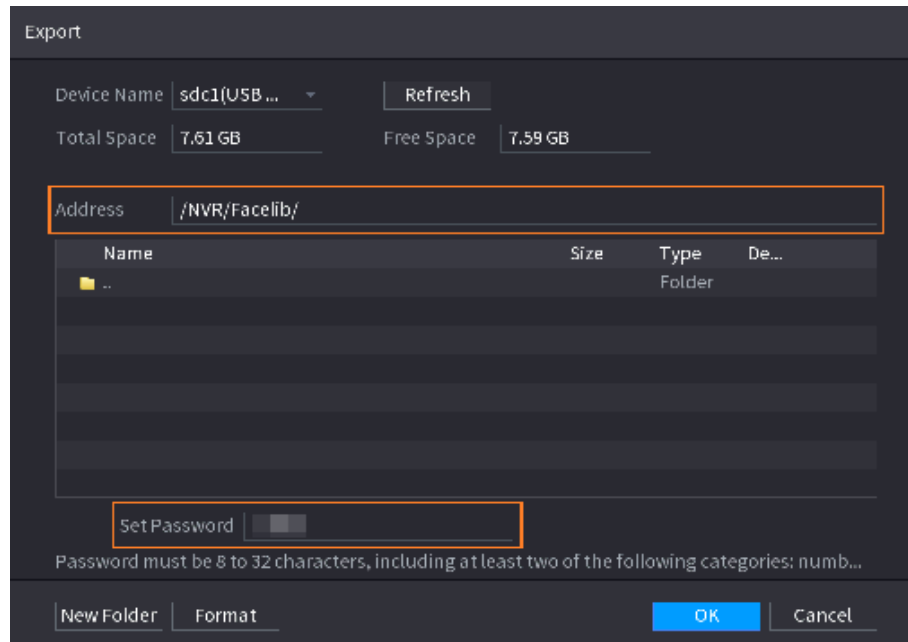 Export
Device Name sdc1(USB ... Refresh
Total Space 7.61 GB Free Space 7.59 GB
Address /NVR/Facelib/
Name Size Type De...
.. Folder
Set Password
Password must be 8 to 32 characters, including at least two of the following categories: numb...
New Folder Format OK Cancel